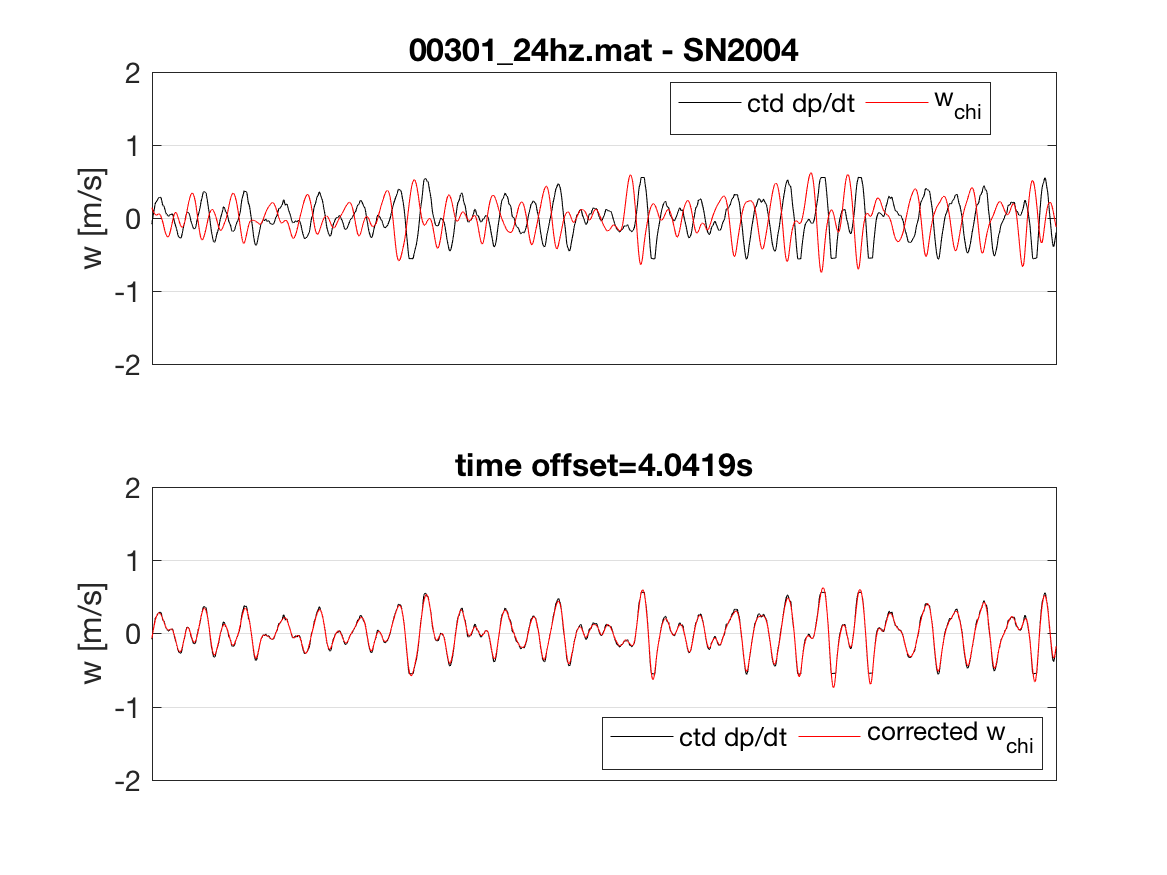 00301_24hz.mat - SN2004
2
1
0
-1
-2
w [m/s]
ctd dp/dt w_chi
time offset=4.0419s
2
1
0
-1
-2
w [m/s]
ctd dp/dt corrected w_chi